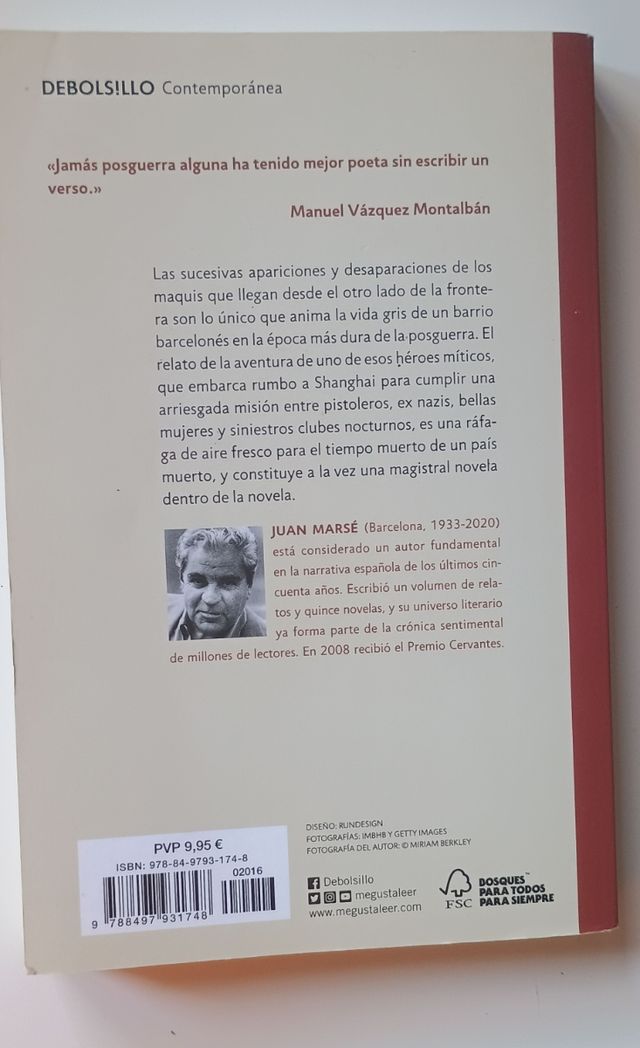 DEBOLS!LLO Contemporánea
«Jamás posguerra alguna ha tenido mejor poeta sin escribir un
verso.»
Manuel Vázquez Montalbán
Las sucesivas apariciones y desaparaciones de los
maquis que llegan desde el otro lado de la fronte-
ra son lo único que anima la vida gris de un barrio
barcelonés en la época más dura de la posguerra. El
relato de la aventura de uno de esos héroes míticos,
que embarca rumbo a Shanghai para cumplir una
arriesgada misión entre pistoleros, ex nazis, bellas
mujeres y siniestros clubes nocturnos, es una ráfa-
ga de aire fresco para el tiempo muerto de un país
muerto, y constituye a la vez una magistral novela
dentro de la novela.
JUAN MARSÉ (Barcelona, 1933-2020)
está considerado un autor fundamental
en la narrativa española de los últimos cin-
cuenta años. Escribió un volumen de rela-
tos y quince novelas, y su universo literario
ya forma parte de la crónica sentimental
de millones de lectores. En 2008 recibió el Premio Cervantes.
PVP 9,95 €
ISBN: 978-84-9793-174-8
02016
9 788497 931748
DISEÑO: RUNDESIGN
FOTOGRAFÍAS: IMBHB Y GETTY IMAGES
FOTOGRAFÍA DEL AUTOR: © MIRIAM BERKLEY
Debolsillo
megustaleer
www.megustaleer.com
FSC
BOSQUES™
PARA TODOS
PARA SIEMPRE